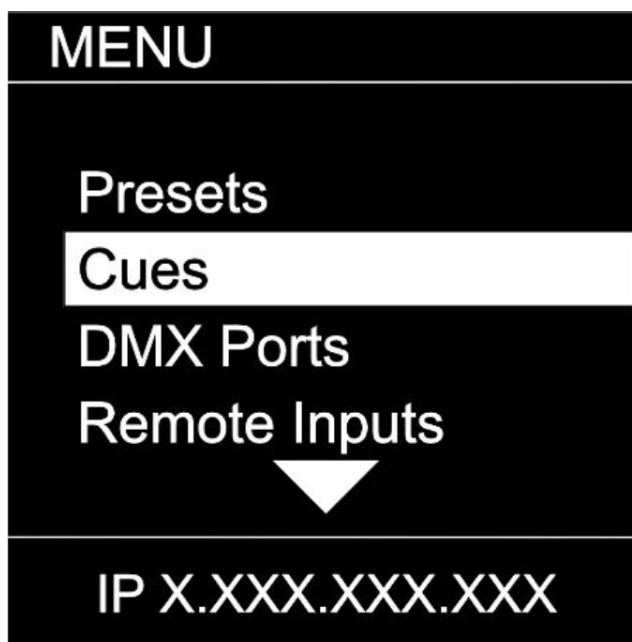 MENU
Presets
Cues
DMX Ports
Remote Inputs
IP X.XXX.XXX.XXX